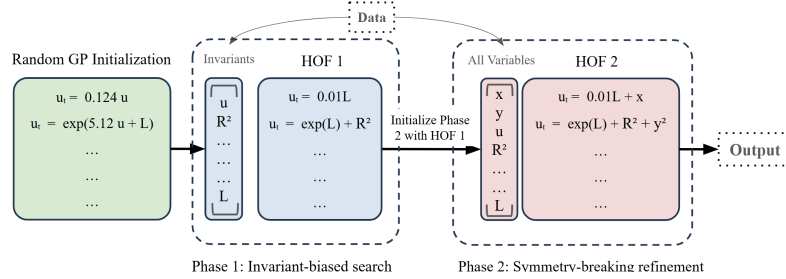 Data
Random GP Initialization
Invariants
HOF 1
All Variables
HOF 2
uₜ = 0.124 u
uₜ = exp(5.12 u + L)
…
…
…
u
R²
…
…
…
L
uₜ = 0.01L
uₜ = exp(L) + R²
…
…
…
Initialize Phase
2 with HOF 1
x
y
u
R²
…
…
L
uₜ = 0.01L + x
uₜ = exp(L) + R² + y²
…
…
…
Output
Phase 1: Invariant-biased search
Phase 2: Symmetry-breaking refinement